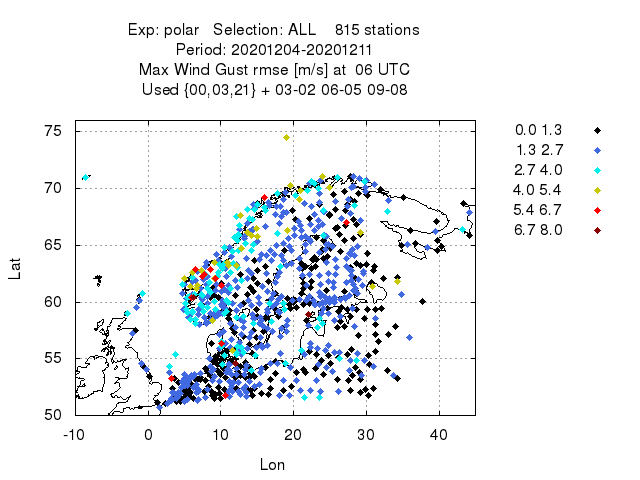 Exp: polar Selection: ALL 815 stations
Period: 20201204-20201211
Max Wind Gust rmse [m/s] at 06 UTC
Used {00,03,21} + 03-02 06-05 09-08
0.0 1.3
1.3 2.7
2.7 4.0
4.0 5.4
5.4 6.7
6.7 8.0
75
70
65
60
55
50
Lat
-10 0 10 20 30 40
Lon